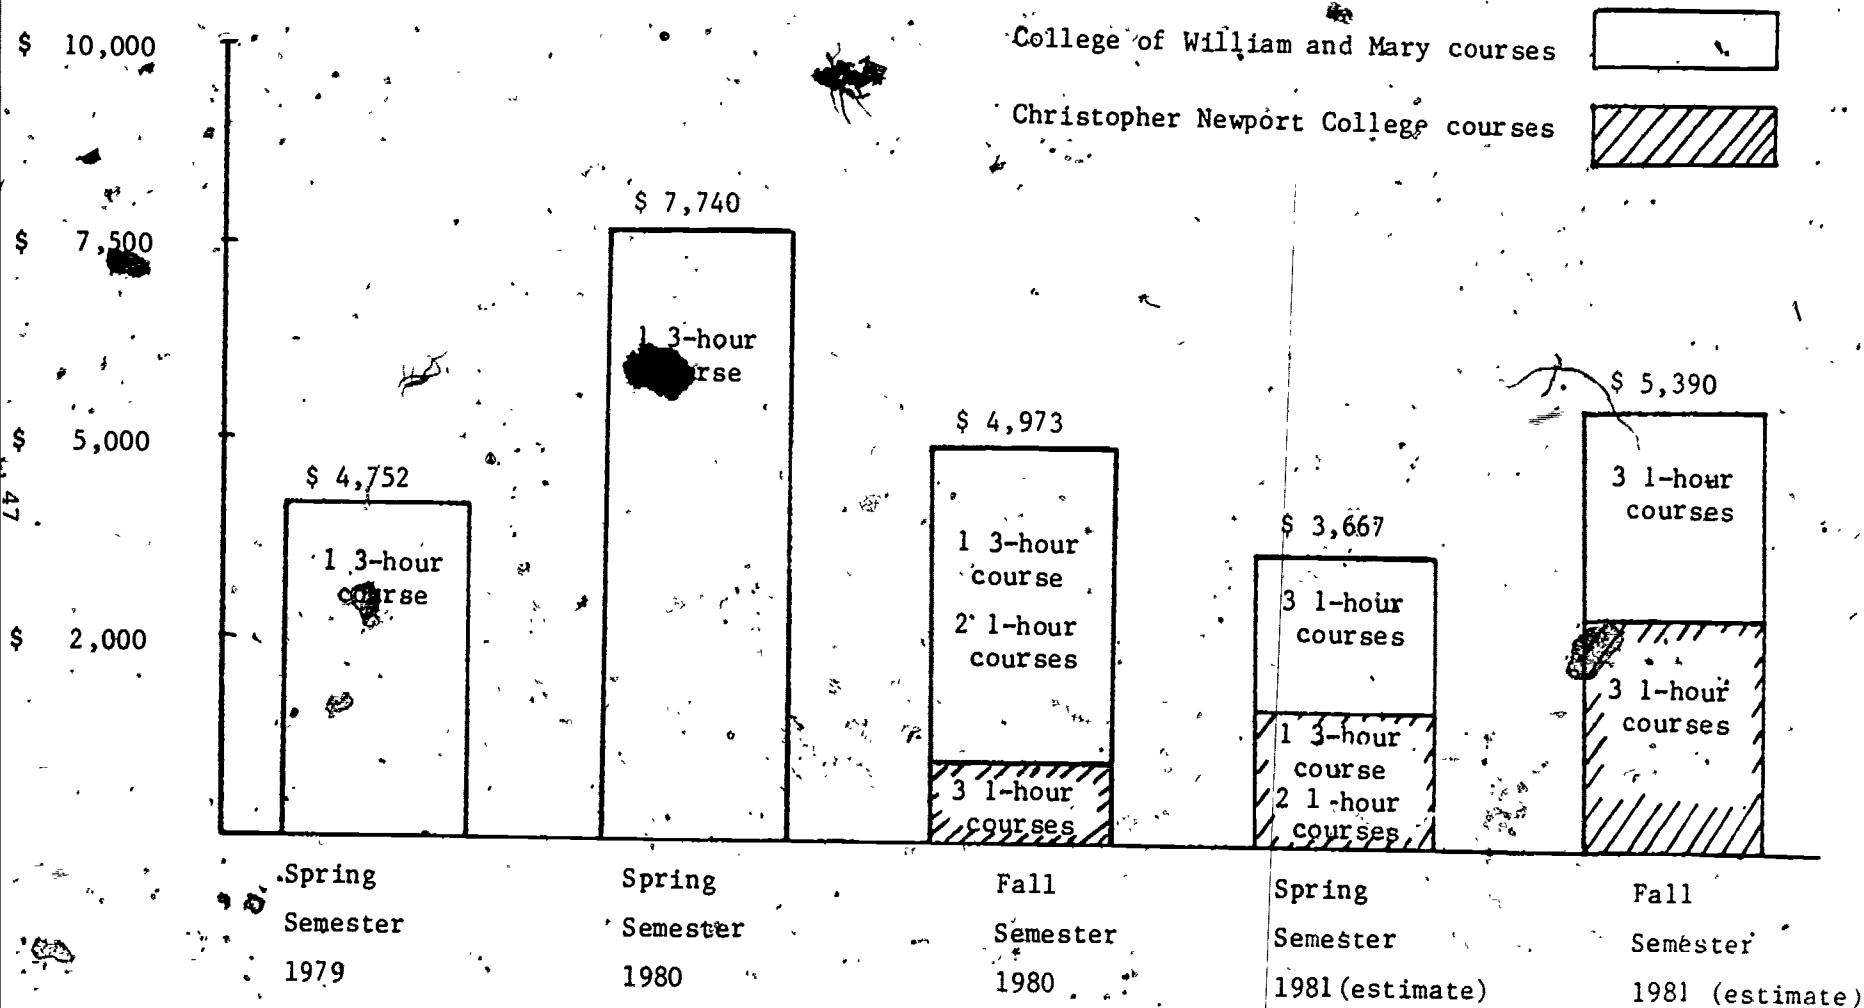 College of William and Mary courses
Christopher Newport College courses
$ 10,000
$ 7,500
$ 5,000
$ 2,000
47
$ 4,752
1 3-hour
course
$ 7,740
1 3-hour
rse
$ 4,973
1 3-hour
course
2 1-hour
courses
3 1-hour
courses
$ 3,667
3 1-hour
courses
1 3-hour
course
2 1-hour
courses
$ 5,390
3 1-hour
courses
3 1-hour
courses
Spring
Semester
1979
Spring
Semester
1980
Fall
Semester
1980
Spring
Semester
1981 (estimate)
Fall
Semester
1981 (estimate)